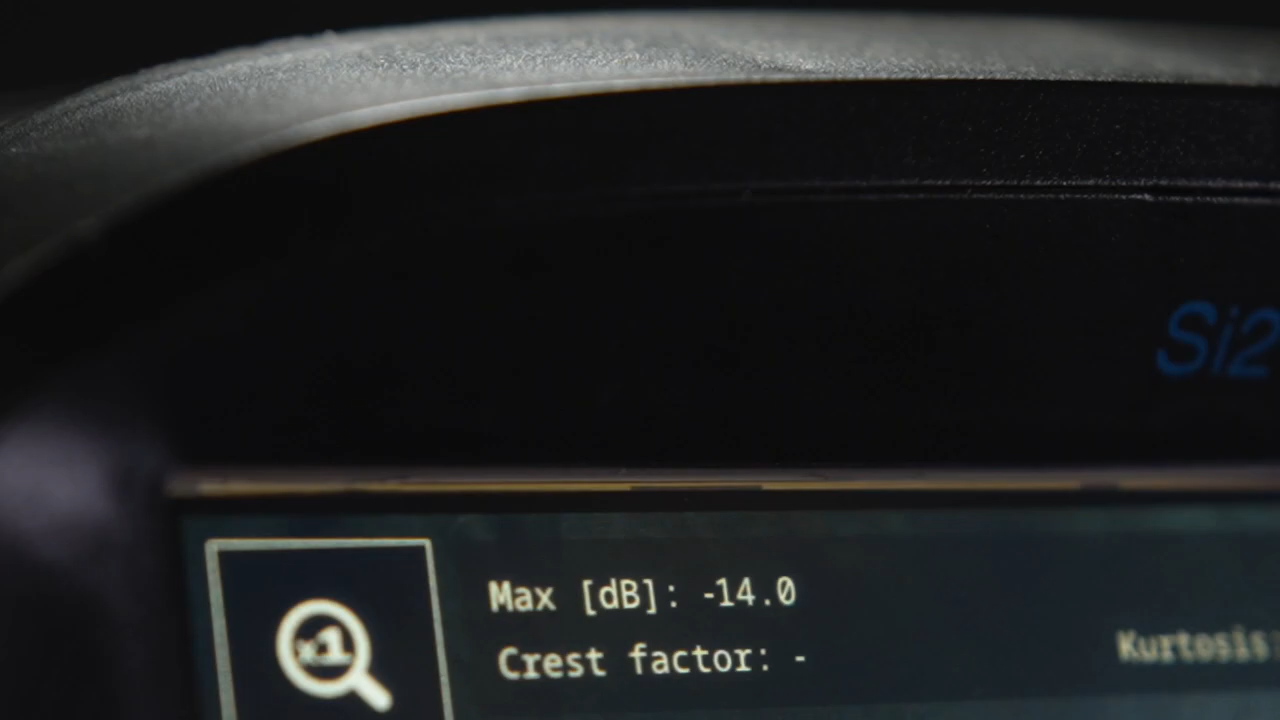 Si2
Max [dB]: -14.0
x1
Crest factor: -
Kurtosis: